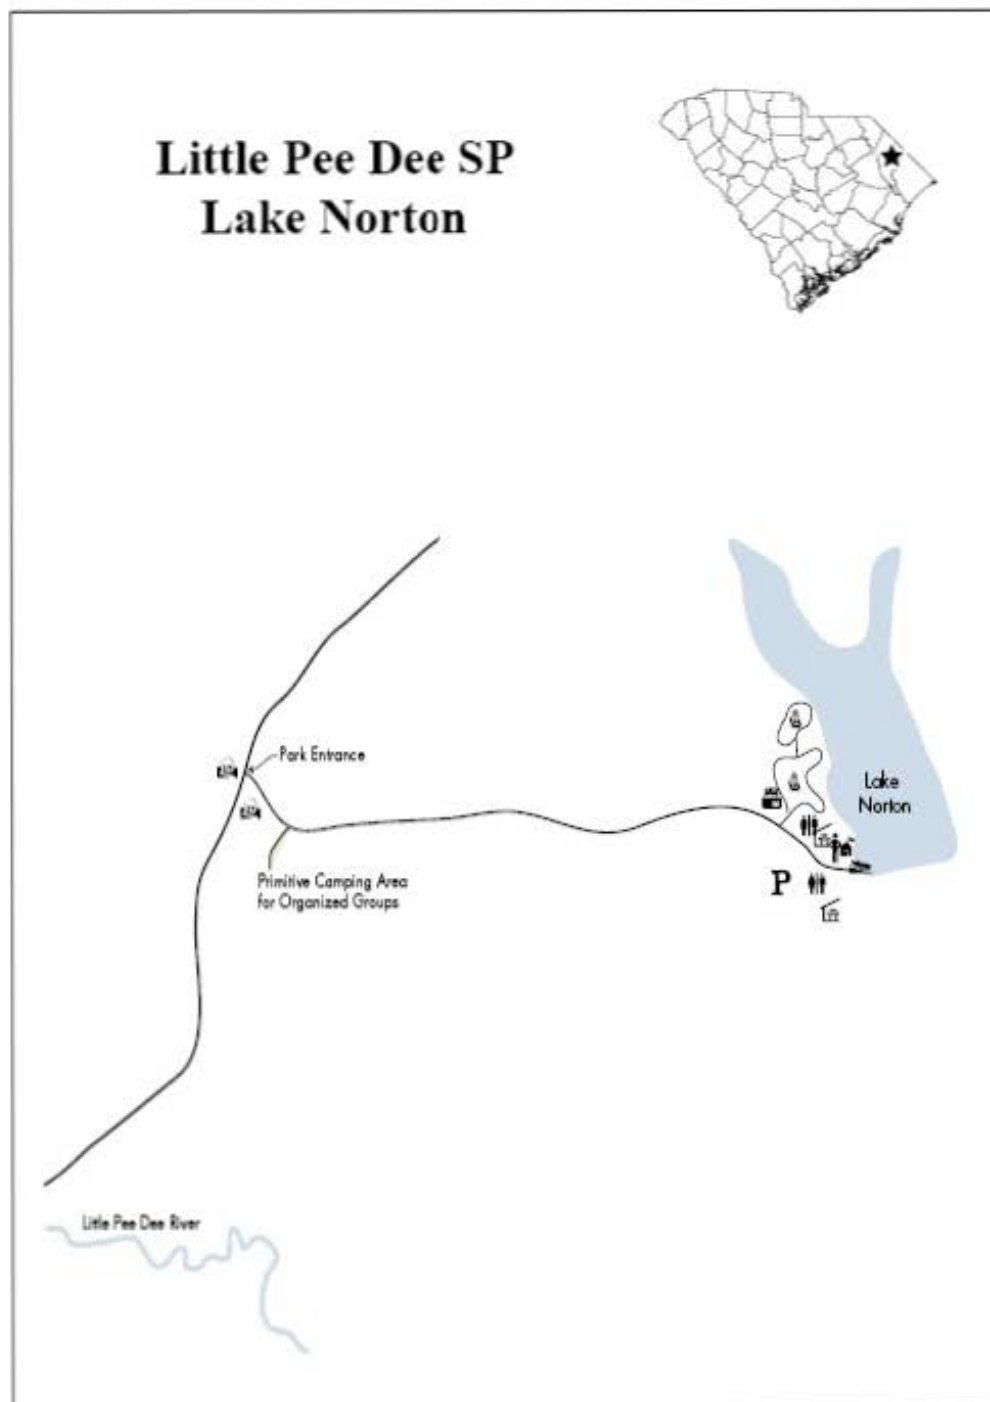 Little Pee Dee SP
Lake Norton
Park Entrance
Lake
Norton
Primitive Camping Area
for Organized Groups
P
Little Pee Dee River